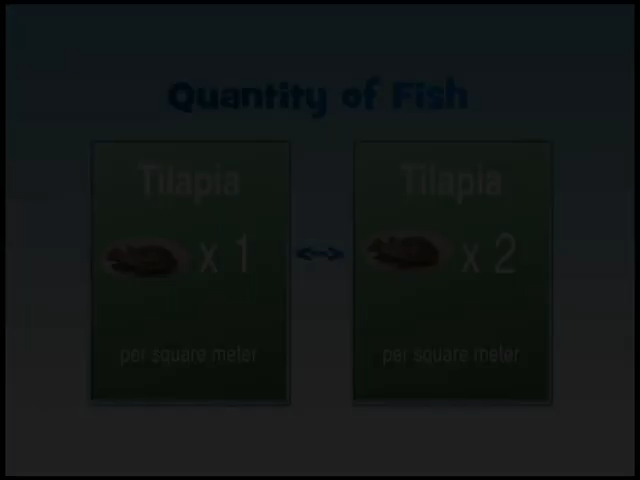 Quantity of Fish
Tilapia
x 1
per square meter
Tilapia
x 2
per square meter